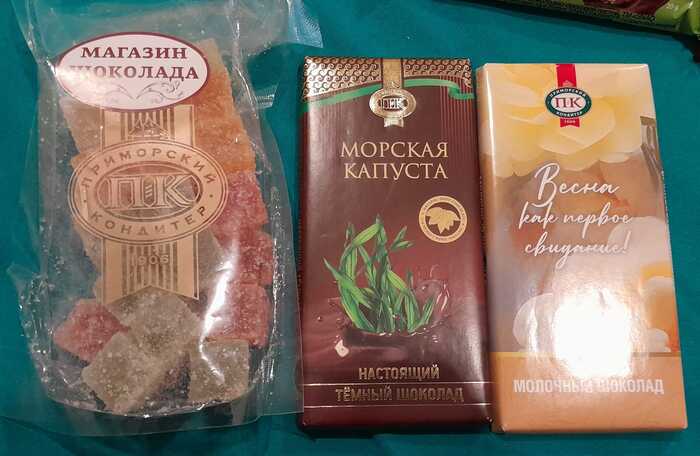 МАГАЗИН
ШОКОЛАДА
ПРИМОРСКИЙ
ПК
КОНДИТЕР
1906
ПК
МОРСКАЯ
КАПУСТА
НАСТОЯЩИЙ
ТЁМНЫЙ ШОКОЛАД
ПРИМОРСКИЙ
ПК
КОНДИТЕР
1906
Весна
как первое
свидание!
МОЛОЧНЫЙ ШОКОЛАД